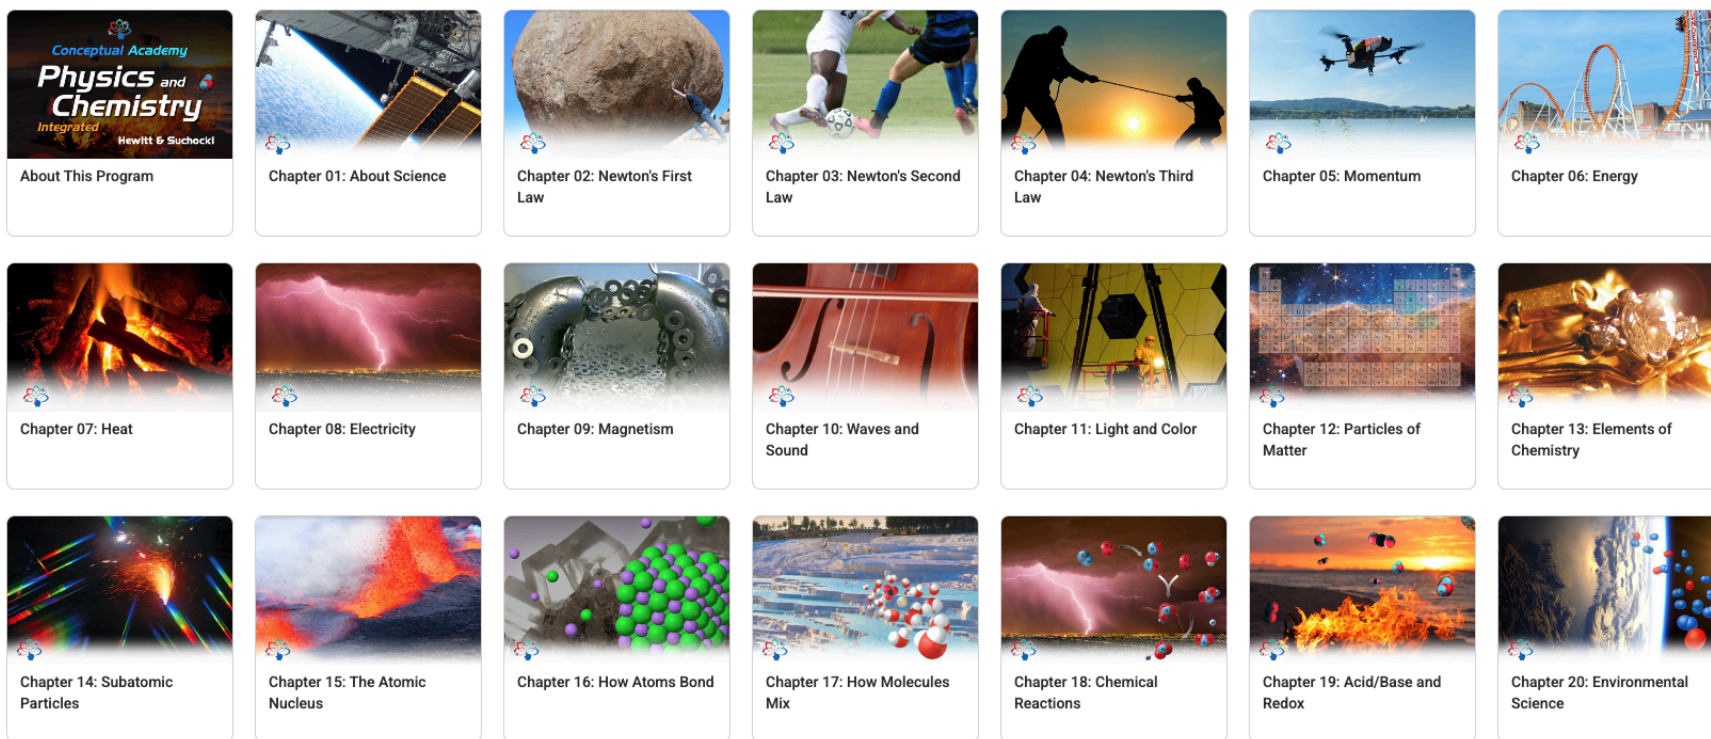 Conceptual Academy
Physics and
Chemistry
Integrated
Hewitt & Suchocki
About This Program
Chapter 01: About Science
Chapter 02: Newton's First
Law
Chapter 03: Newton's Second
Law
Chapter 04: Newton's Third
Law
Chapter 05: Momentum
Chapter 06: Energy
Chapter 07: Heat
Chapter 08: Electricity
Chapter 09: Magnetism
Chapter 10: Waves and
Sound
Chapter 11: Light and Color
Chapter 12: Particles of
Matter
Chapter 13: Elements of
Chemistry
Chapter 14: Subatomic
Particles
Chapter 15: The Atomic
Nucleus
Chapter 16: How Atoms Bond
Chapter 17: How Molecules
Mix
Chapter 18: Chemical
Reactions
Chapter 19: Acid/Base and
Redox
Chapter 20: Environmental
Science